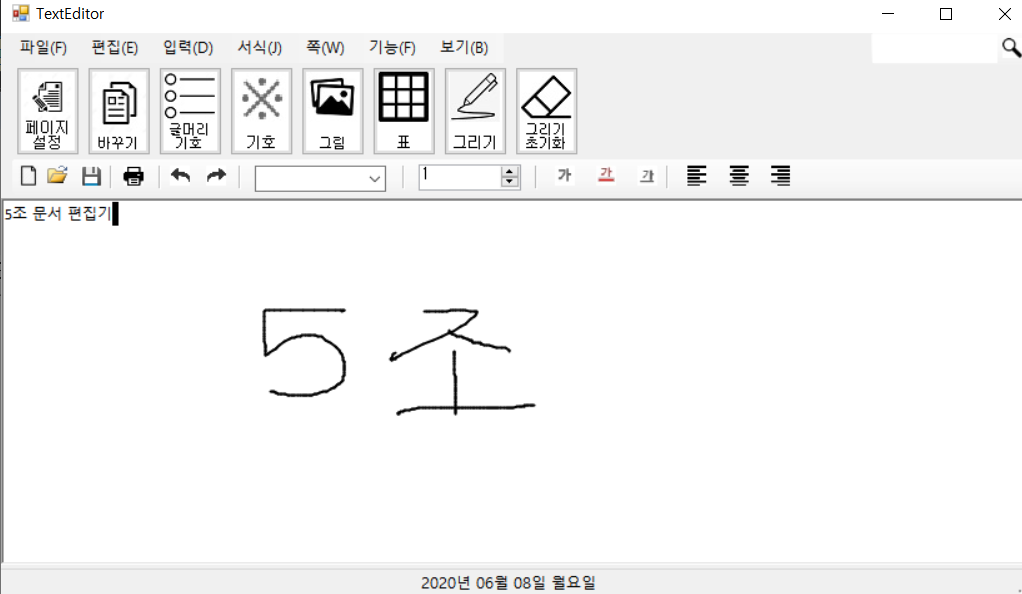 TextEditor
파일(F) 편집(E) 입력(D) 서식(J) 쪽(W) 기능(F) 보기(B)
페이지 설정 바꾸기 글머리 기호 기호 그림 표 그리기 그리기 초기화
1 가 가 가
5조 문서 편집기
5조
2020년 06월 08일 월요일